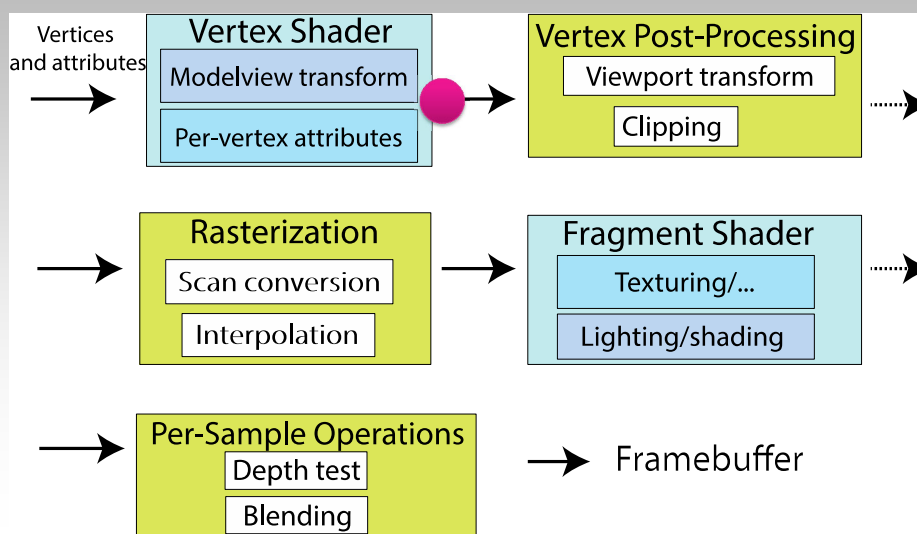 Vertices
and attributes
Vertex Shader
Modelview transform
Per-vertex attributes
Vertex Post-Processing
Viewport transform
Clipping
Rasterization
Scan conversion
Interpolation
Fragment Shader
Texturing/...
Lighting/shading
Per-Sample Operations
Depth test
Blending
Framebuffer